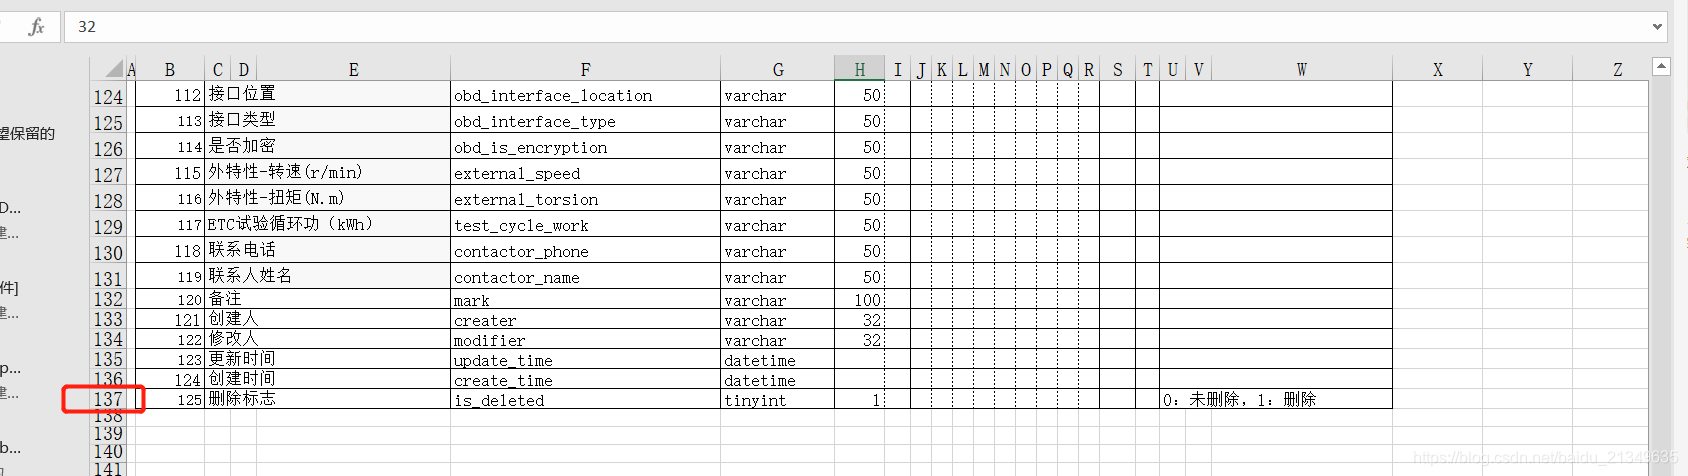 fx 32
A B C D E F G H I J K L M N O P Q R S T U V W X Y Z
124 112 接口位置 obd_interface_location varchar 50
125 113 接口类型 obd_interface_type varchar 50
望保留的
126 114 是否加密 obd_is_encryption varchar 50
127 115 外特性-转速(r/min) external_speed varchar 50
128 116 外特性-扭矩(N.m) external_torsion varchar 50
D...
129 117 ETC试验循环功（kWh） test_cycle_work varchar 50
建...
130 118 联系电话 contactor_phone varchar 50
131 119 联系人姓名 contactor_name varchar 50
件]
132 120 备注 mark varchar 100
133 121 创建人 creater varchar 32
建...
134 122 修改人 modifier varchar 32
135 123 更新时间 update_time datetime
p...
136 124 创建时间 create_time datetime
建...
137 125 删除标志 is_deleted tinyint 1 0：未删除，1：删除
138
139
140
b...
141
https://blog.csdn.net/baidu_21349635